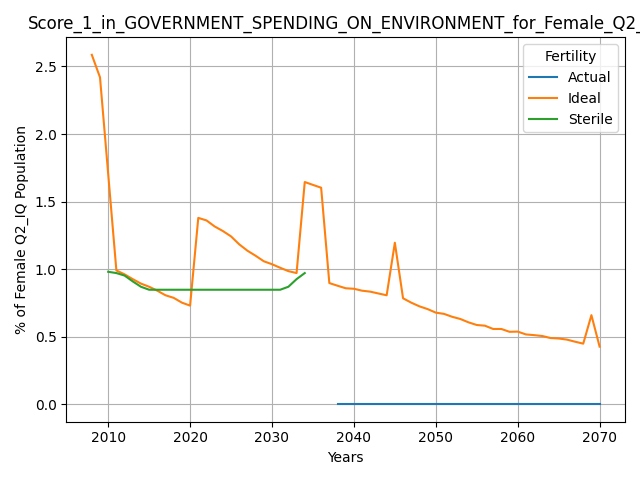 Score_1_in_GOVERNMENT_SPENDING_ON_ENVIRONMENT_for_Female_Q2_
Fertility
Actual
Ideal
Sterile
% of Female Q2_IQ Population
2.5
2.0
1.5
1.0
0.5
0.0
2010 2020 2030 2040 2050 2060 2070
Years